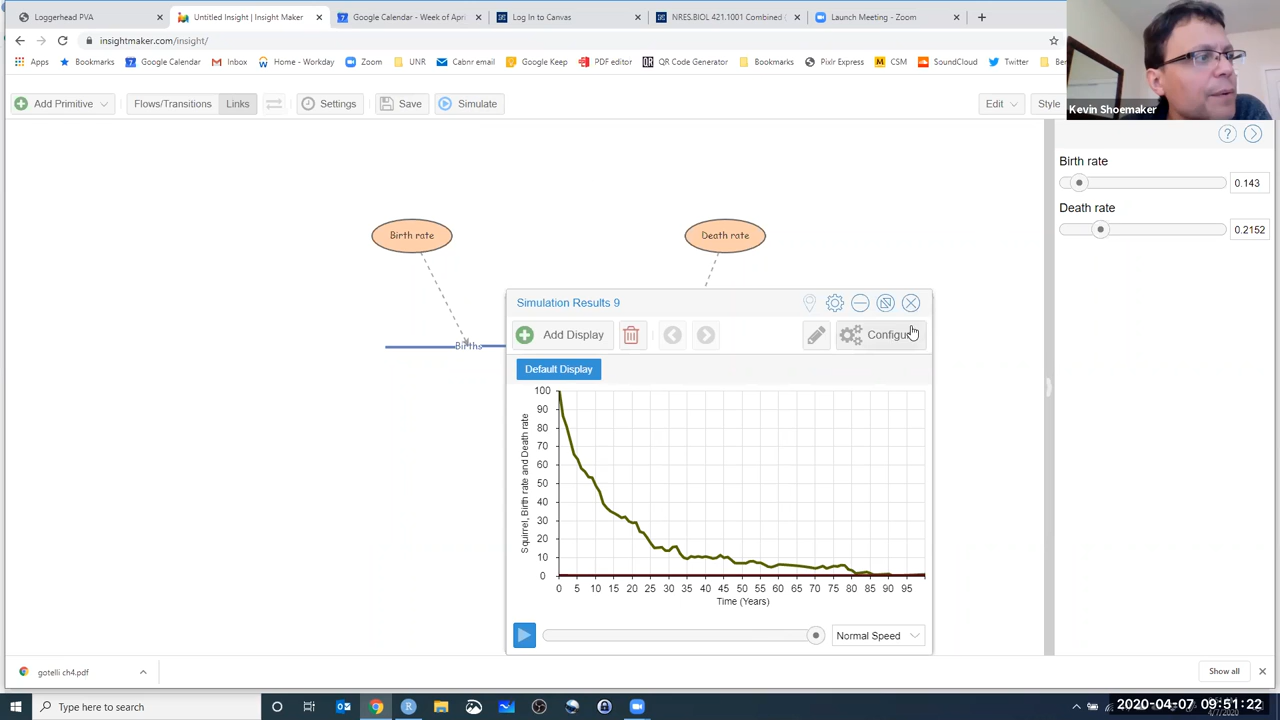 Loggerhead PVA
Untitled Insight | Insight Maker
Google Calendar - Week of Apri
Log In to Canvas
NRES.BIOL 421.1001 Combined (
Launch Meeting - Zoom
insightmaker.com/insight/
Apps
Bookmarks
Google Calendar
Inbox
Home - Workday
Zoom
UNR
Cabnr email
Google Keep
PDF editor
QR Code Generator
Bookmarks
Pixlr Express
CSM
SoundCloud
Twitter
Ber
Kevin Shoemaker
Add Primitive
Flows/Transitions
Links
Settings
Save
Simulate
Edit
Style
Birth rate
0.143
Death rate
0.2152
Birth rate
Death rate
Births
Simulation Results 9
Add Display
Configu
Default Display
Squirrel, Birth rate and Death rate
100
90
80
70
60
50
40
30
20
10
0
0 5 10 15 20 25 30 35 40 45 50 55 60 65 70 75 80 85 90 95
Time (Years)
Normal Speed
gotelli ch4.pdf
Show all
Type here to search
2020-04-07 09:51:22